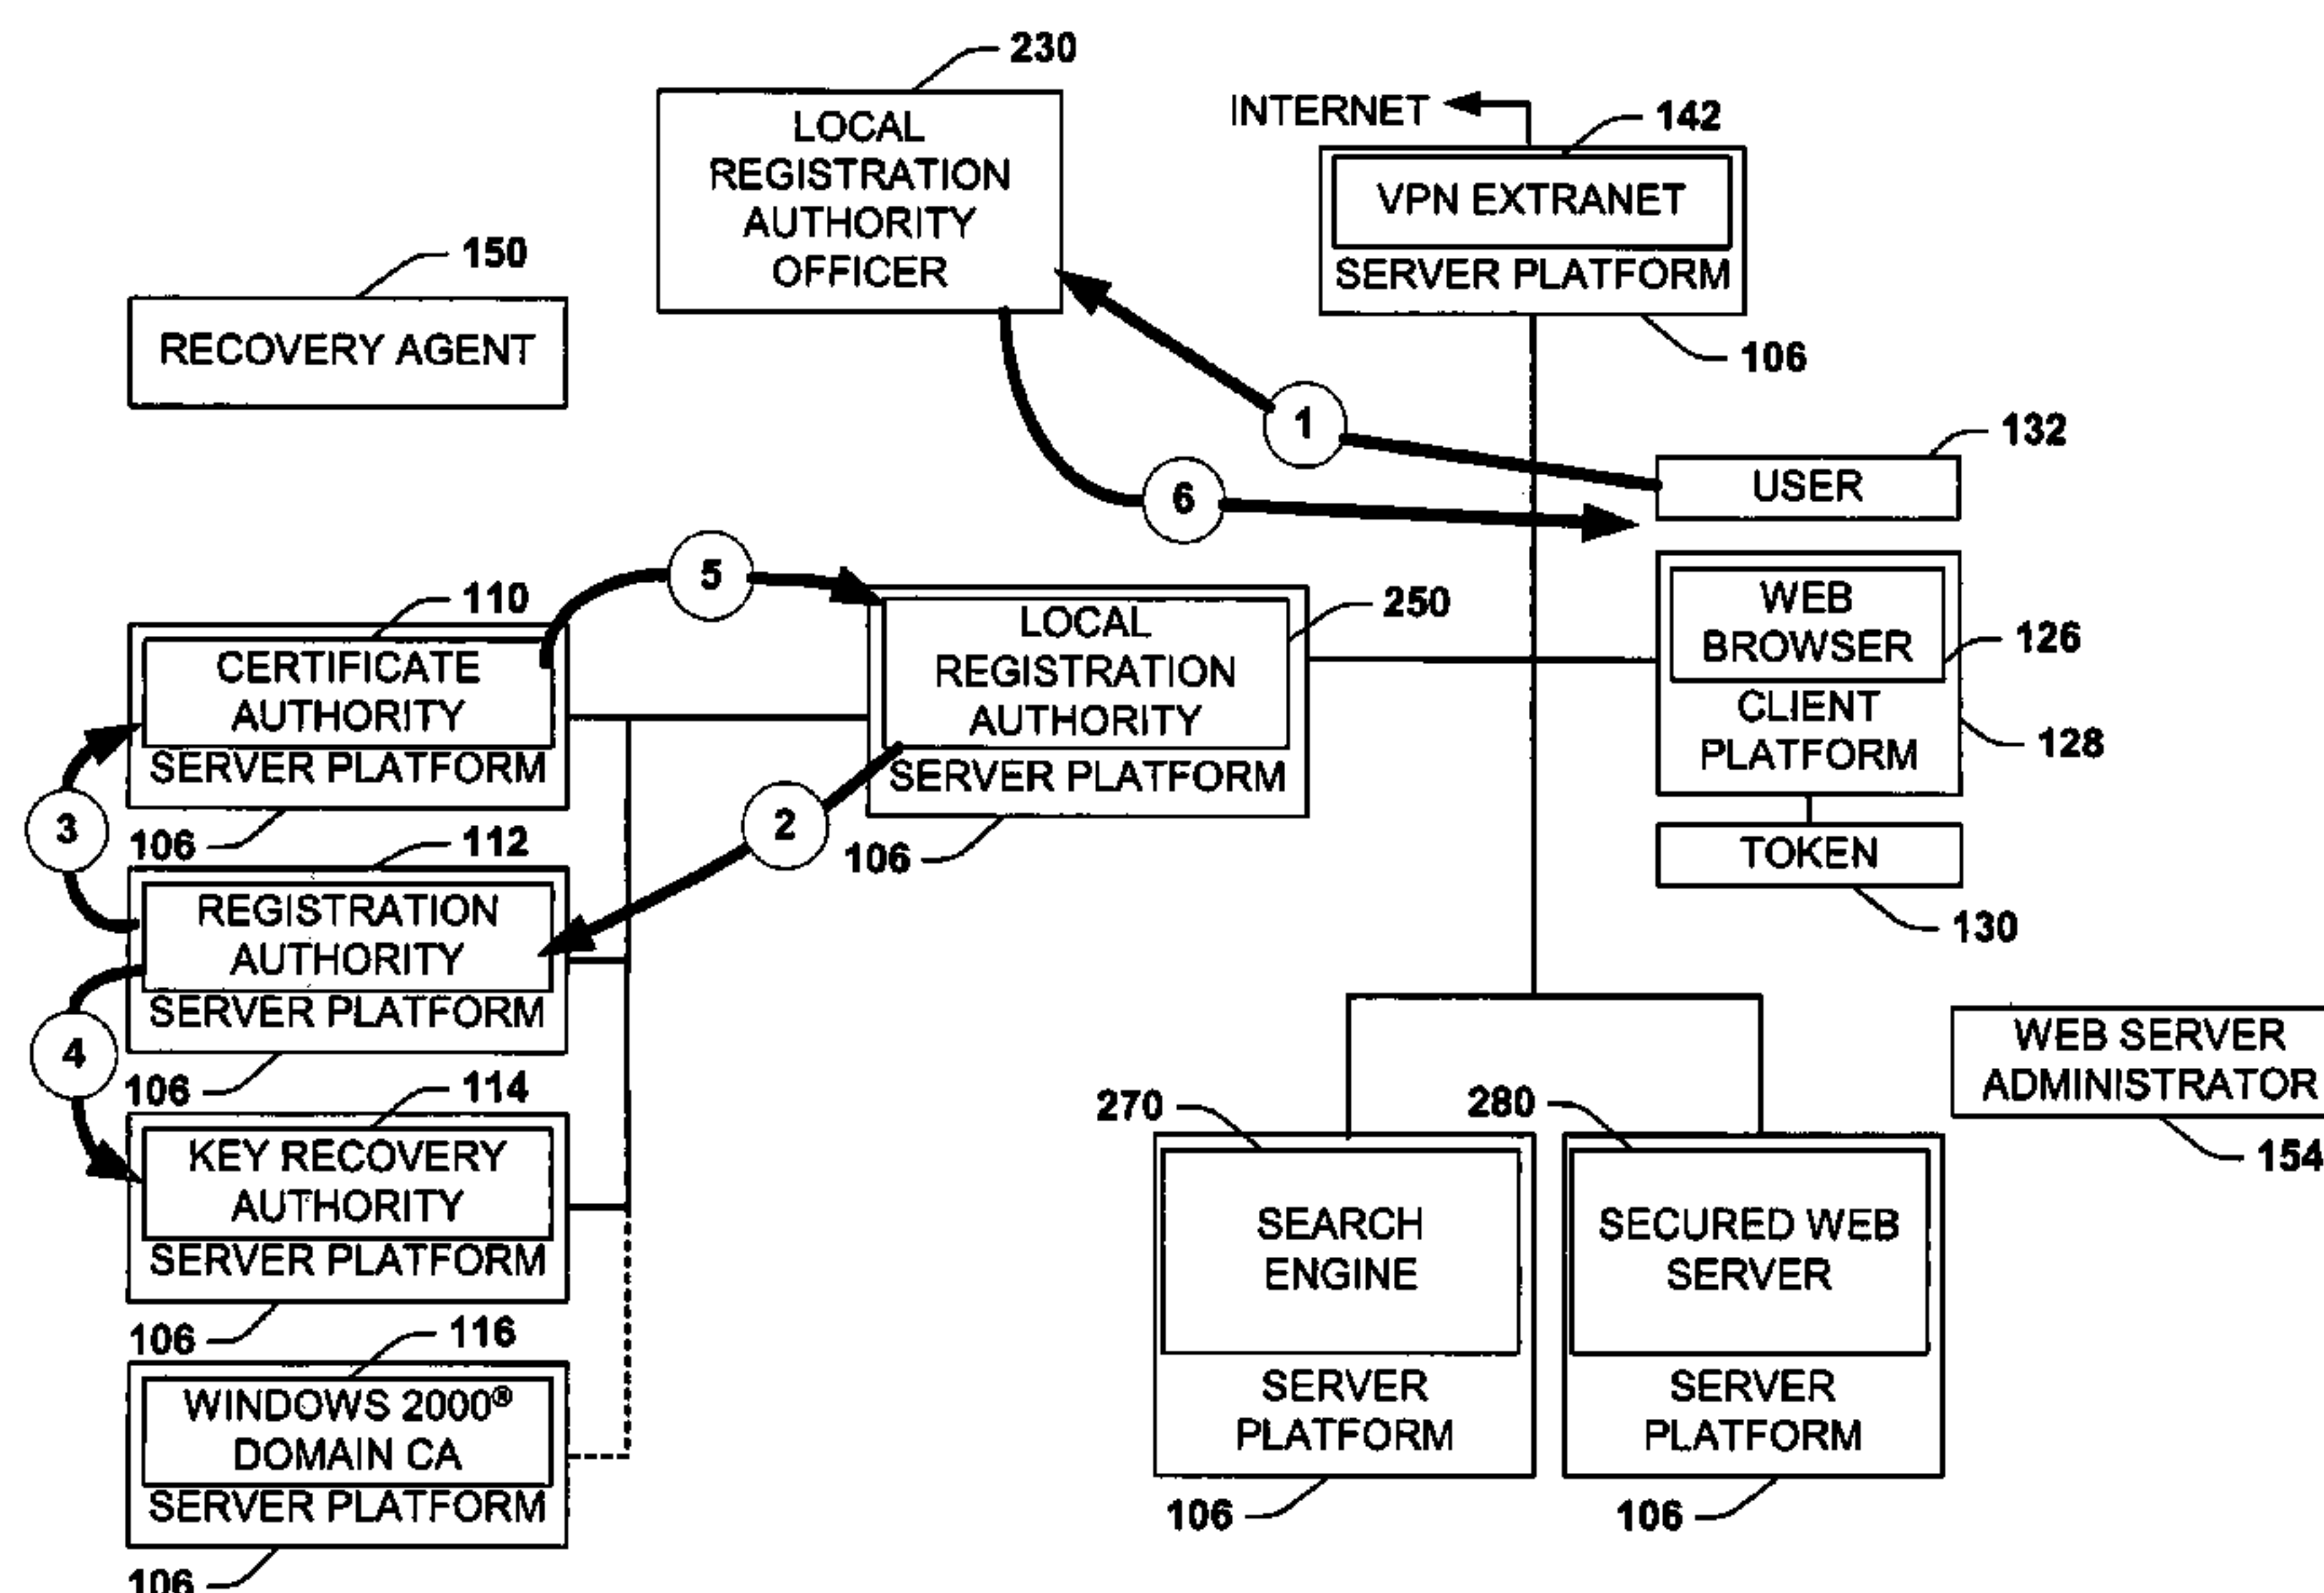 230
LOCAL
REGISTRATION
AUTHORITY
OFFICER
INTERNET
142
VPN EXTRANET
SERVER PLATFORM
106
150
RECOVERY AGENT
1
132
USER
6
5
110
CERTIFICATE
AUTHORITY
SERVER PLATFORM
106
250
LOCAL
REGISTRATION
AUTHORITY
SERVER PLATFORM
106
WEB
BROWSER
126
CLIENT
PLATFORM
128
TOKEN
130
3
2
112
REGISTRATION
AUTHORITY
SERVER PLATFORM
106
4
114
KEY RECOVERY
AUTHORITY
SERVER PLATFORM
106
116
WINDOWS 2000®
DOMAIN CA
SERVER PLATFORM
106
WEB SERVER
ADMINISTRATOR
154
270
SEARCH
ENGINE
SERVER
PLATFORM
106
280
SECURED WEB
SERVER
SERVER
PLATFORM
106